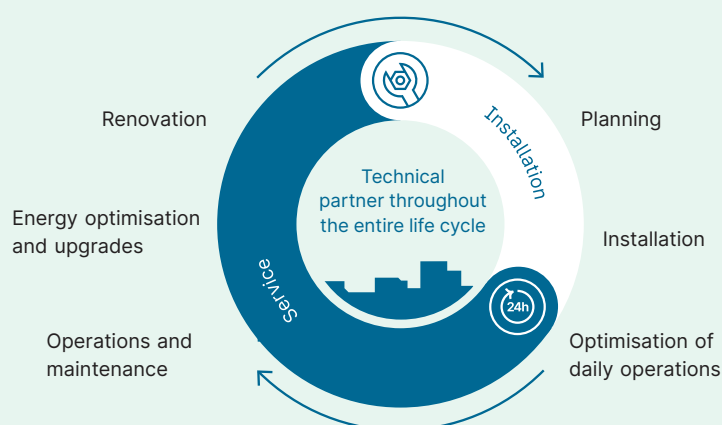 Renovation
Planning
Installation
Technical
partner throughout
the entire life cycle
Energy optimisation
and upgrades
Installation
Service
24h
Operations and
maintenance
Optimisation of
daily operations